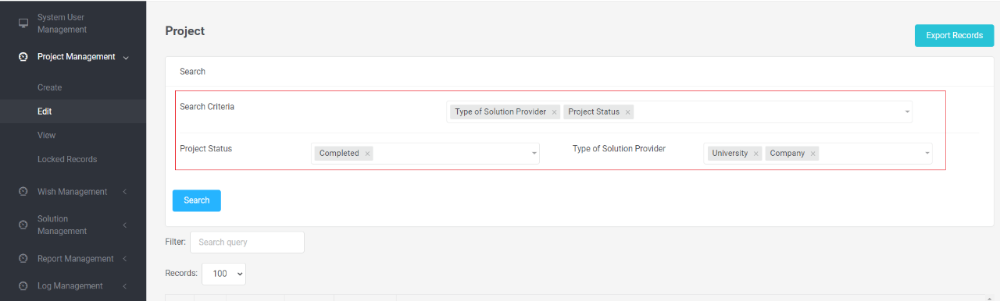 System User
Management
Project Management
Create
Edit
View
Locked Records
Wish Management
Solution
Management
Report Management
Log Management
Project
Export Records
Search
Search Criteria
Type of Solution Provider × Project Status ×
Project Status
Completed ×
Type of Solution Provider
University × Company ×
Search
Filter: Search query
Records: 100